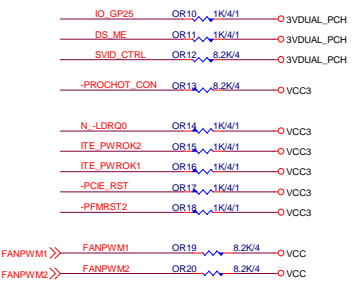 IO_GP25 OR10 1K/4/1 3VDUAL_PCH
DS_ME OR11 1K/4/1 3VDUAL_PCH
SVID_CTRL OR12 8.2K/4 3VDUAL_PCH
-PROCHOT_CON OR13 8.2K/4 VCC3
N_-LDRQ0 OR14 1K/4/1 VCC3
ITE_PWROK2 OR15 1K/4/1 VCC3
ITE_PWROK1 OR16 1K/4/1 VCC3
-PCIE_RST OR17 1K/4/1 VCC3
-PFMRST2 OR18 1K/4/1 VCC3
FANPWM1 FANPWM1 OR19 8.2K/4 VCC
FANPWM2 FANPWM2 OR20 8.2K/4 VCC